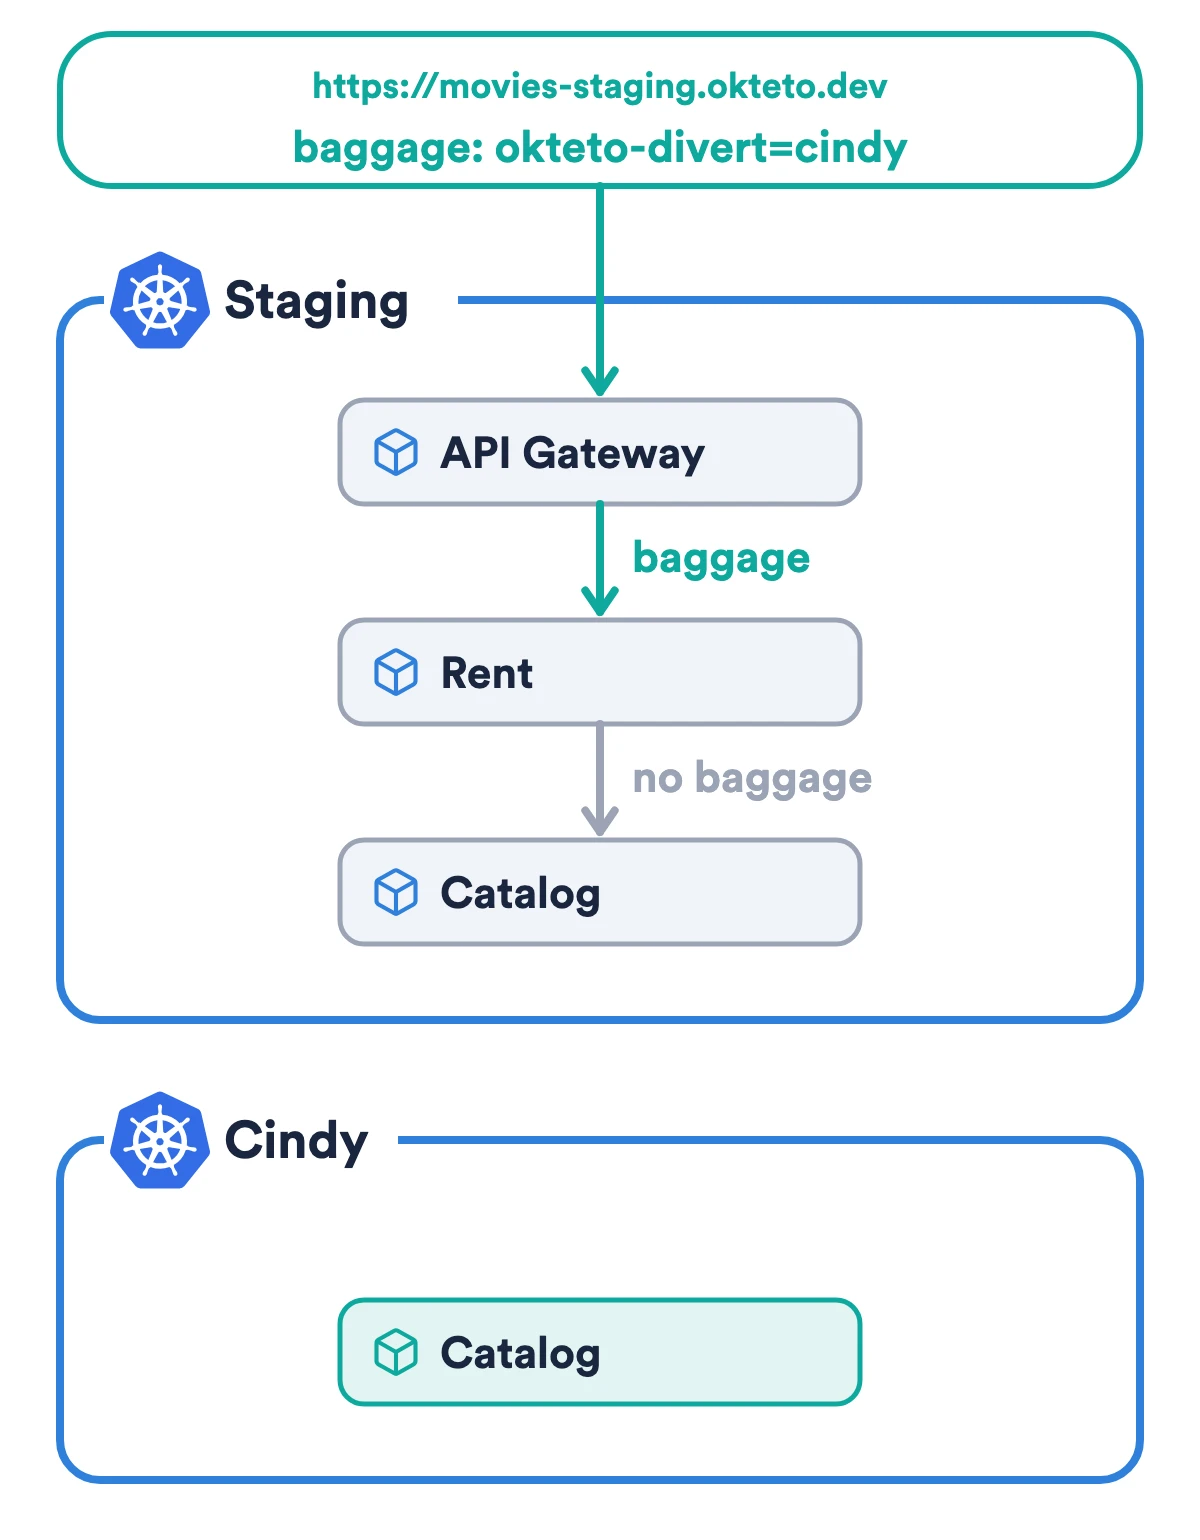 https://movies-staging.okteto.dev
baggage: okteto-divert=cindy
Staging
API Gateway
baggage
Rent
no baggage
Catalog
Cindy
Catalog